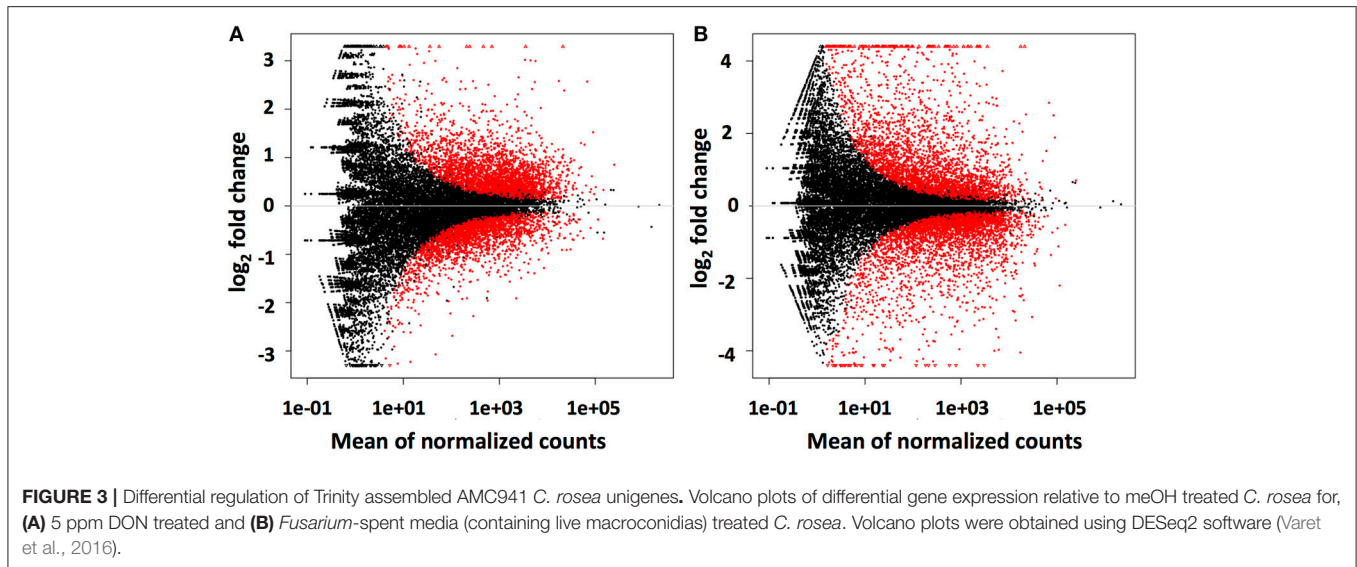 A
B
3
2
1
0
-1
-2
-3
log₂ fold change
1e-01 1e+01 1e+03 1e+05
Mean of normalized counts
4
2
0
-2
-4
log₂ fold change
1e-01 1e+01 1e+03 1e+05
Mean of normalized counts
FIGURE 3 | Differential regulation of Trinity assembled AMC941 C. rosea unigenes. Volcano plots of differential gene expression relative to meOH treated C. rosea for,
(A) 5 ppm DON treated and (B) Fusarium-spent media (containing live macroconidias) treated C. rosea. Volcano plots were obtained using DESeq2 software (Varet
et al., 2016).